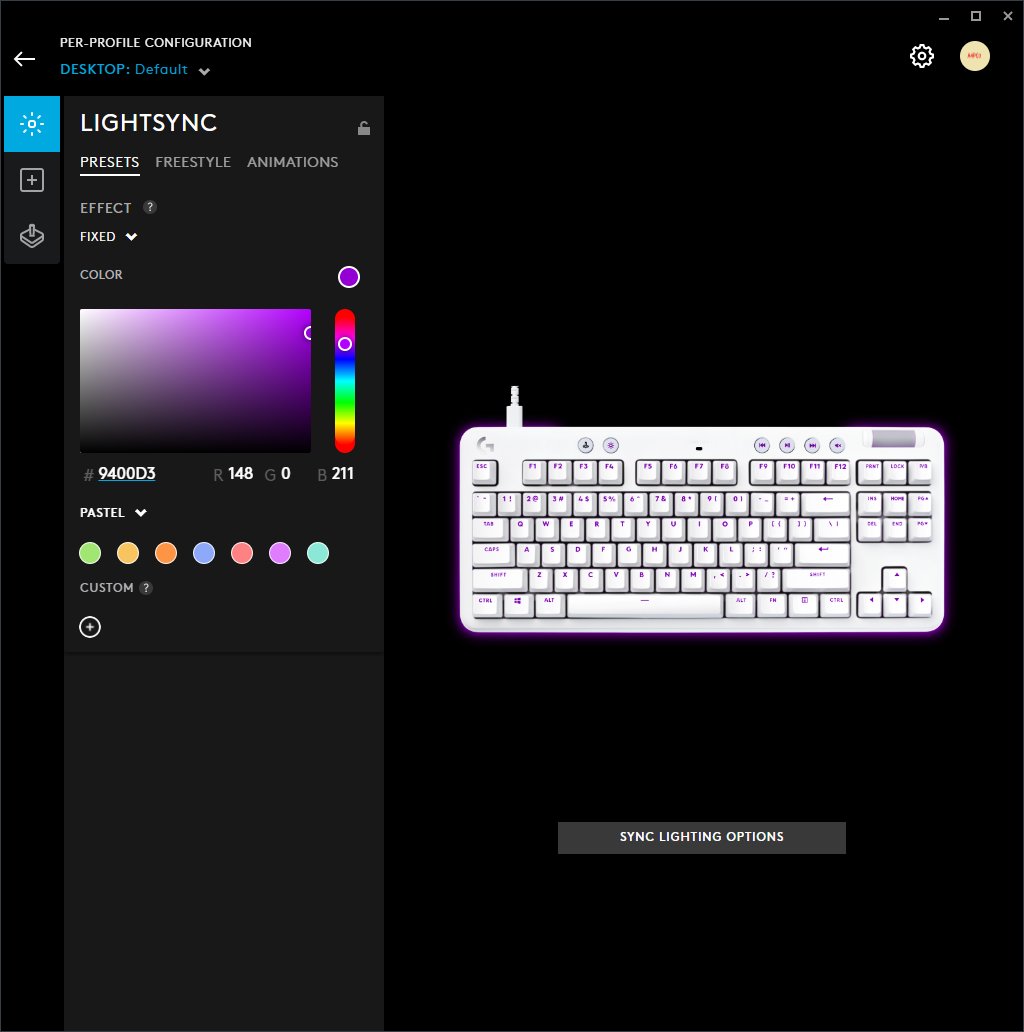 PER-PROFILE CONFIGURATION
DESKTOP: Default
LIGHTSYNC
PRESETS FREESTYLE ANIMATIONS
EFFECT ?
FIXED
COLOR
# 9400D3 R 148 G 0 B 211
PASTEL
CUSTOM ?
ESC F1 F2 F3 F4 F5 F6 F7 F8 F9 F10 F11 F12 PRNT LOCK P/B
1 ! 2 @ 3 # 4 $ 5 % 6 ^ 7 & 8 * 9 ( 0 ) - _ = + INS HOME PG▲
TAB Q W E R T Y U I O P [ { ] } \ | DEL END PG▼
CAPS A S D F G H J K L ; : ' "
SHIFT Z X C V B N M , < . > / ? SHIFT
CTRL ALT ALT FN CTRL
SYNC LIGHTING OPTIONS